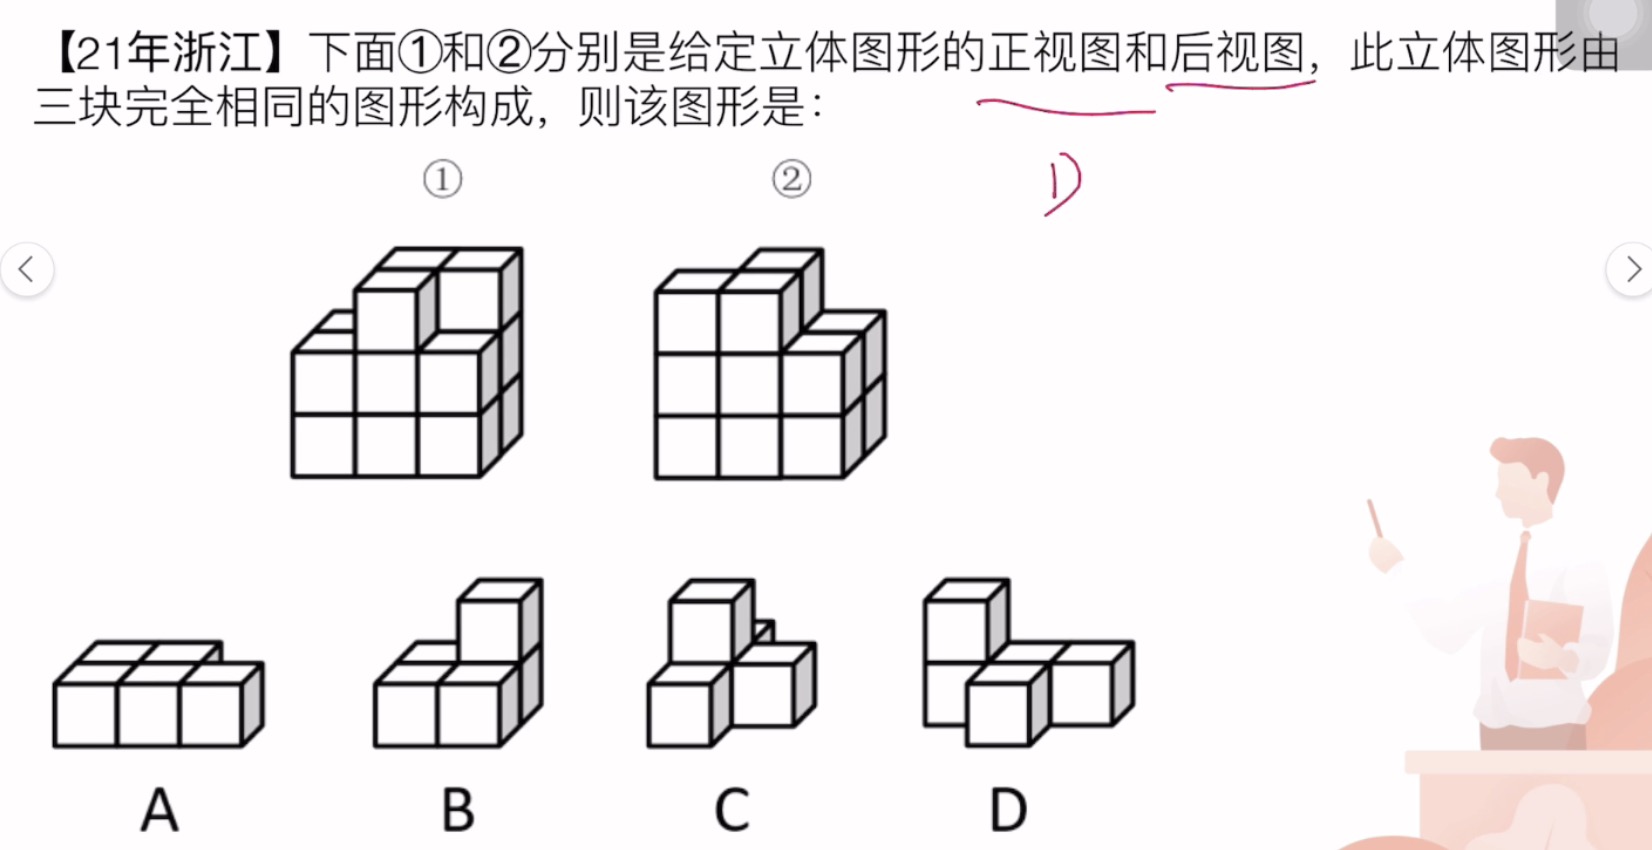 【21年浙江】下面①和②分别是给定立体图形的正视图和后视图，此立体图形由
三块完全相同的图形构成，则该图形是：
① ②
D
A B C D